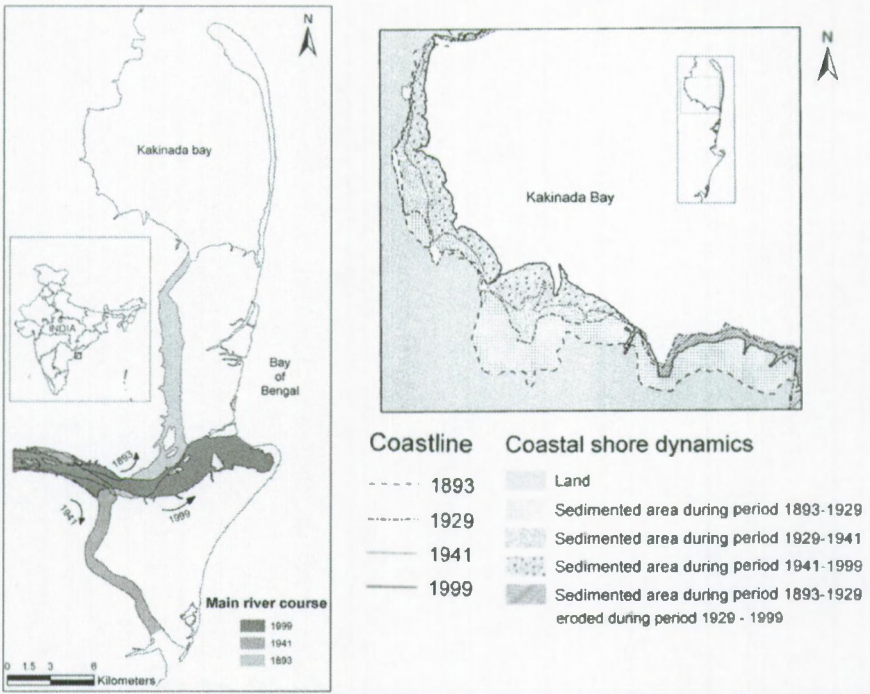 N
Kakinada bay
INDIA
Bay
of
Bengal
1893
1941
1999
Main river course
1999
1941
1893
0 1.5 3 6
Kilometers
N
Kakinada Bay
Coastline
1893
1929
1941
1999
Coastal shore dynamics
Land
Sedimented area during period 1893-1929
Sedimented area during period 1929-1941
Sedimented area during period 1941-1999
Sedimented area during period 1893-1929
eroded during period 1929 - 1999